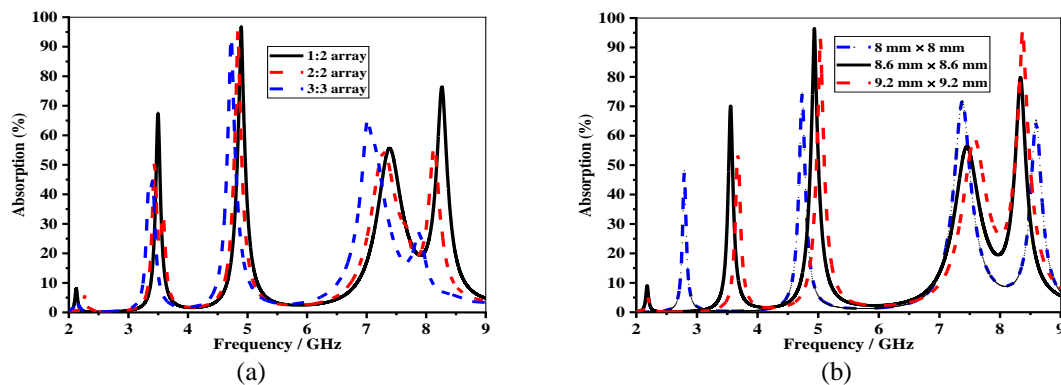 100
90
80
70
60
50
40
30
20
10
0
Absorption (%)
1:2 array
2:2 array
3:3 array
2 3 4 5 6 7 8 9
Frequency / GHz
(a)
100
90
80
70
60
50
40
30
20
10
0
Absorption (%)
8 mm × 8 mm
8.6 mm × 8.6 mm
9.2 mm × 9.2 mm
2 3 4 5 6 7 8 9
Frequency / GHz
(b)